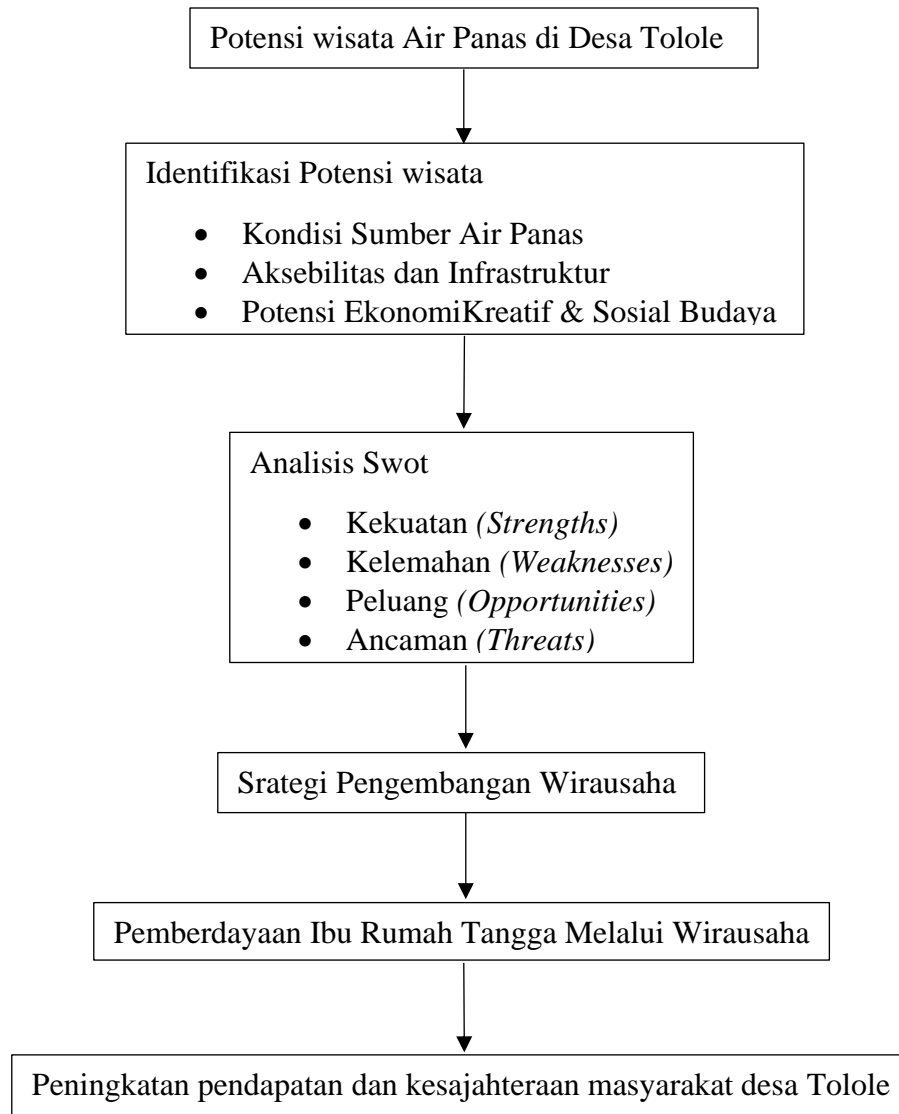 Potensi wisata Air Panas di Desa Tolole
Identifikasi Potensi wisata
• Kondisi Sumber Air Panas
• Aksebilitas dan Infrastruktur
• Potensi EkonomiKreatif & Sosial Budaya
Analisis Swot
• Kekuatan (Strengths)
• Kelemahan (Weaknesses)
• Peluang (Opportunities)
• Ancaman (Threats)
Srategi Pengembangan Wirausaha
Pemberdayaan Ibu Rumah Tangga Melalui Wirausaha
Peningkatan pendapatan dan kesajahteraan masyarakat desa Tolole